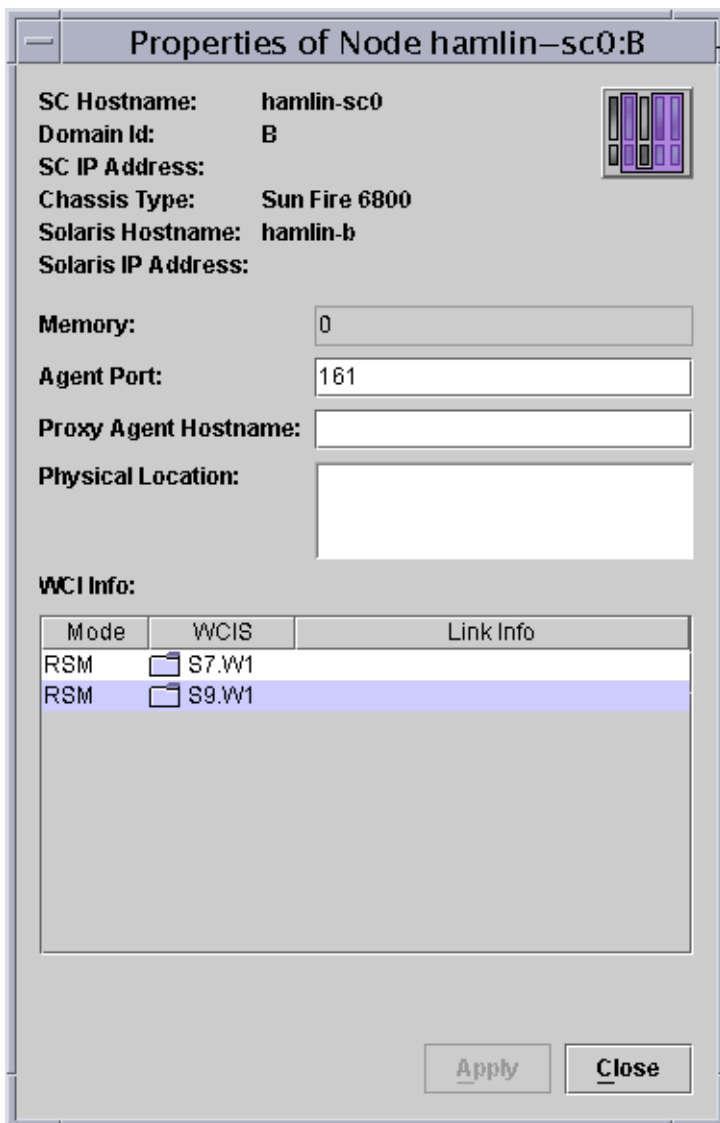 Properties of Node hamlin−sc0:B
SC Hostname: hamlin-sc0
Domain Id: B
SC IP Address:
Chassis Type: Sun Fire 6800
Solaris Hostname: hamlin-b
Solaris IP Address:
Memory: 0
Agent Port: 161
Proxy Agent Hostname:
Physical Location:
WCI Info:
Mode WCIS Link Info
RSM S7.W1
RSM S9.W1
Apply Close